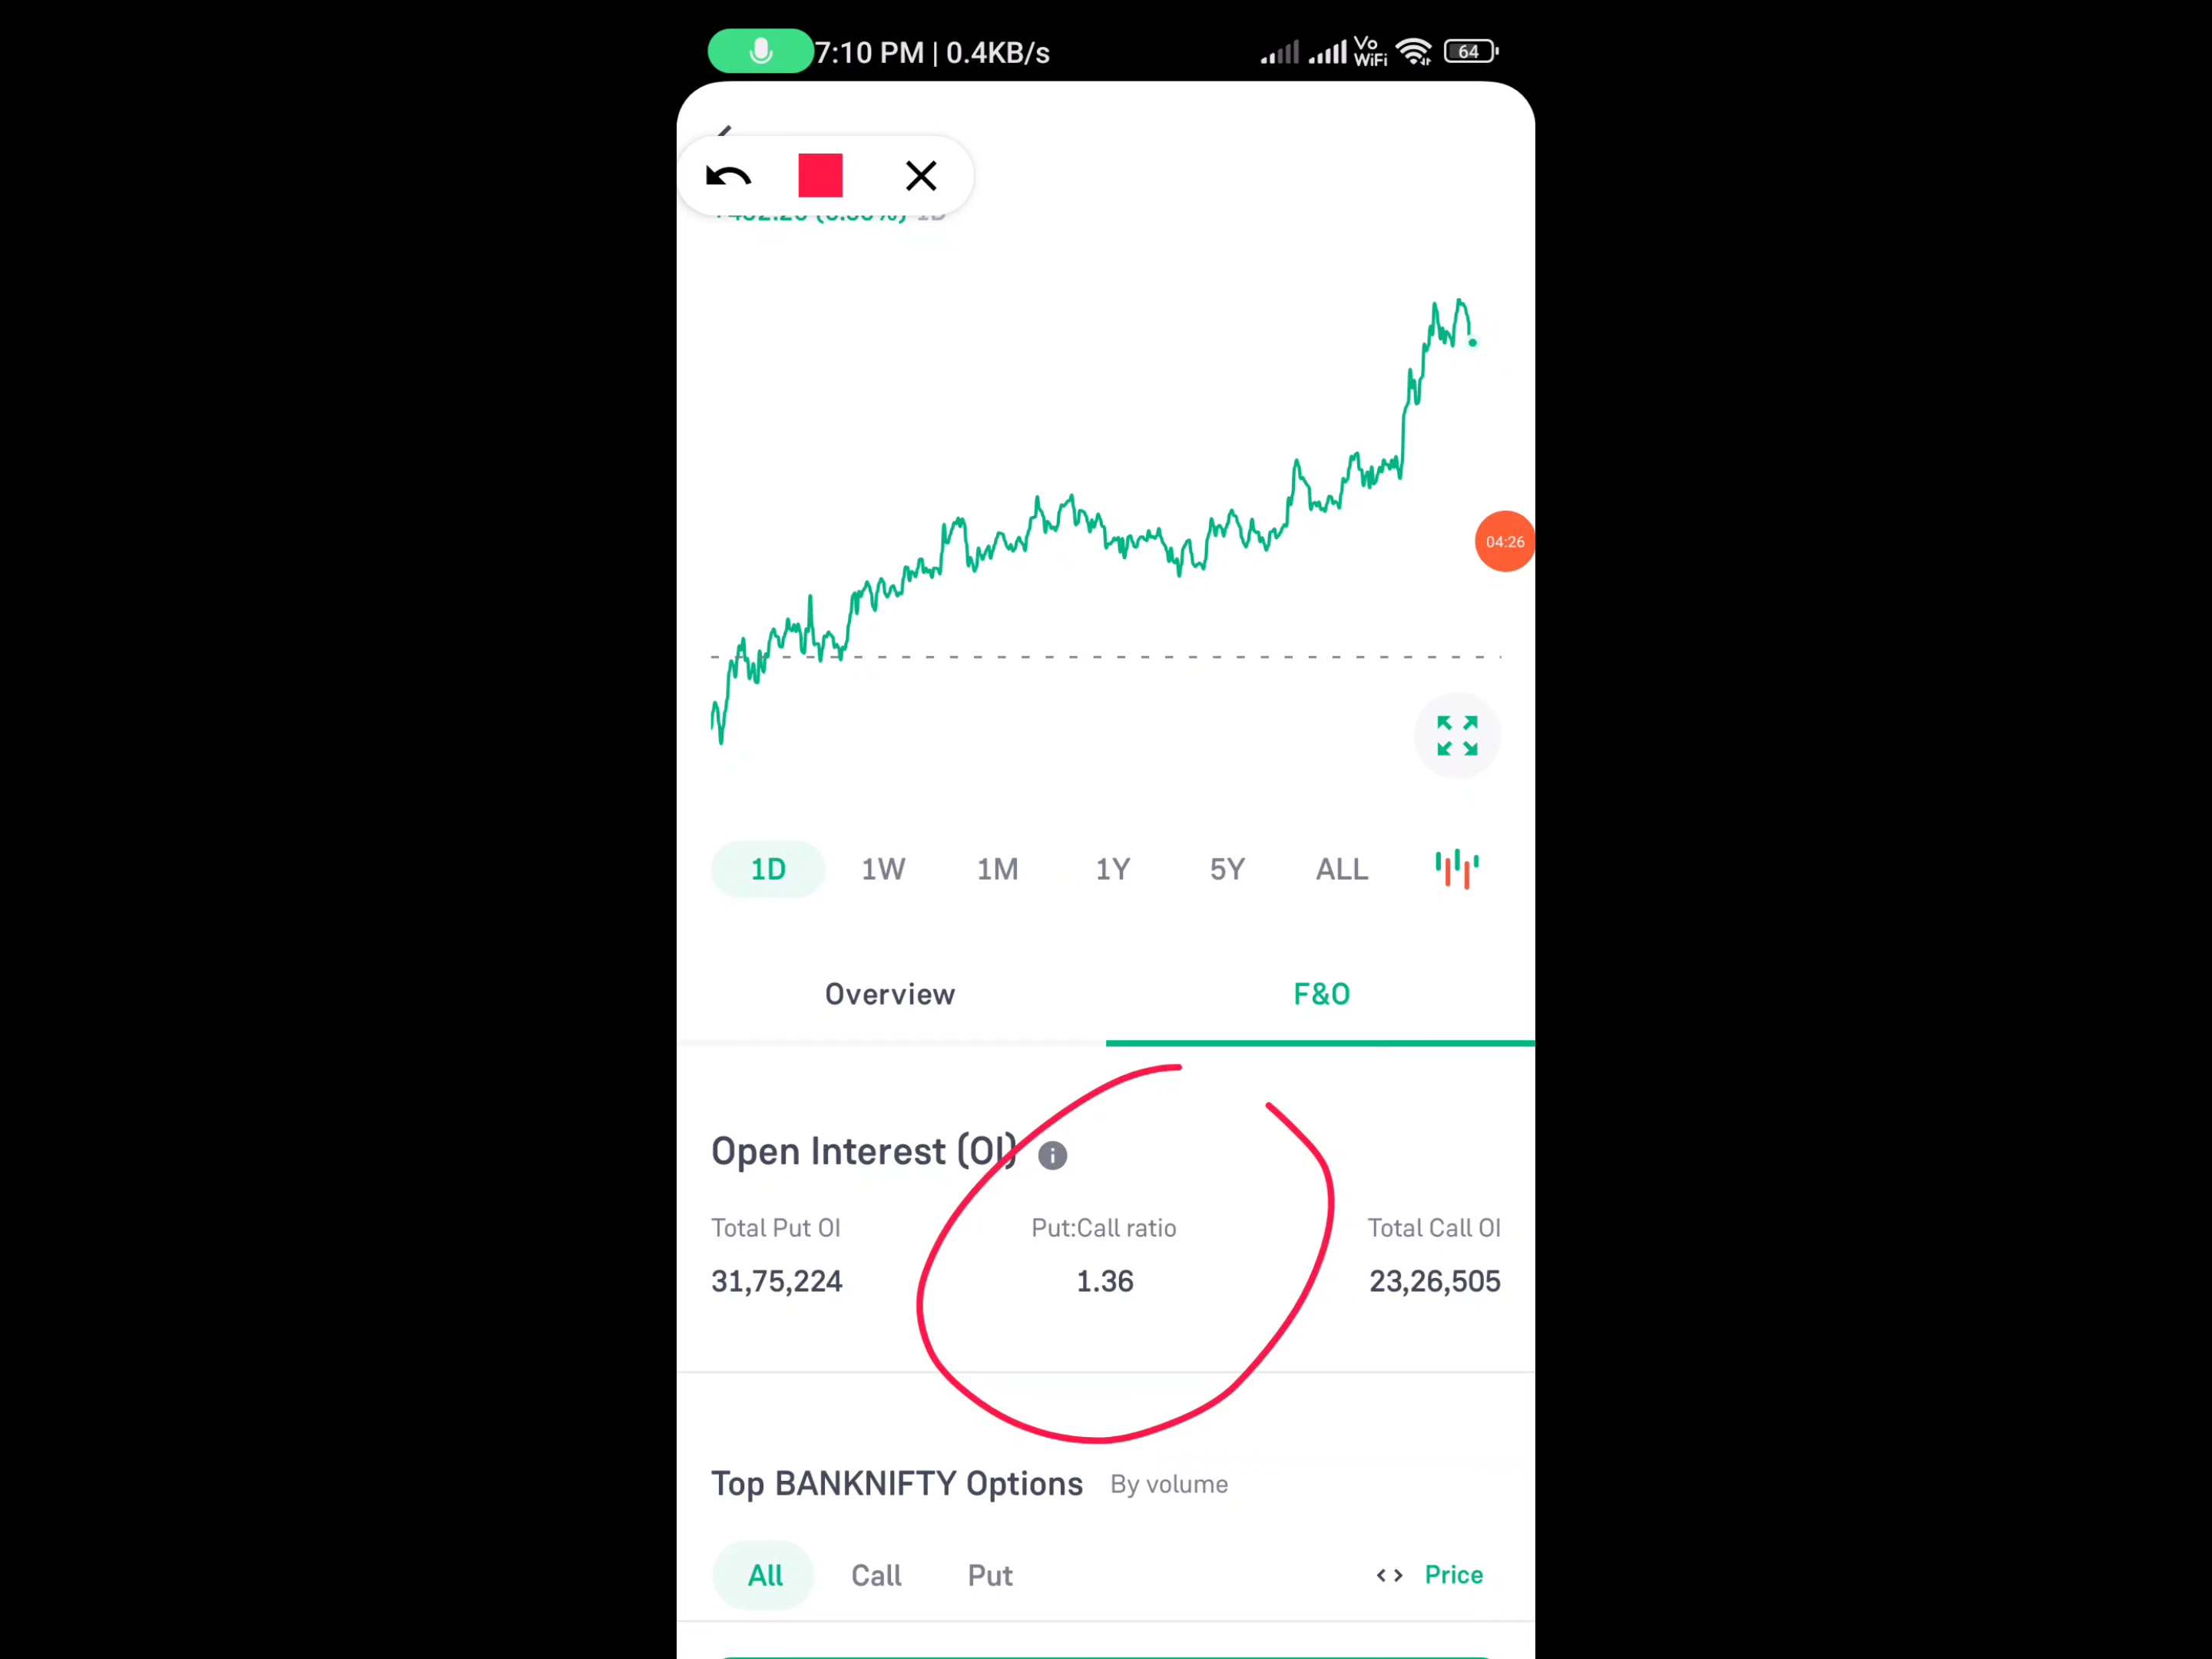 7:10 PM | 0.4KB/s
Vo
WiFi
64
1D
04:26
1D 1W 1M 1Y 5Y ALL
Overview F&O
Open Interest (OI)
Total Put OI Put:Call ratio Total Call OI
31,75,224 1.36 23,26,505
Top BANKNIFTY Options By volume
All Call Put <> Price